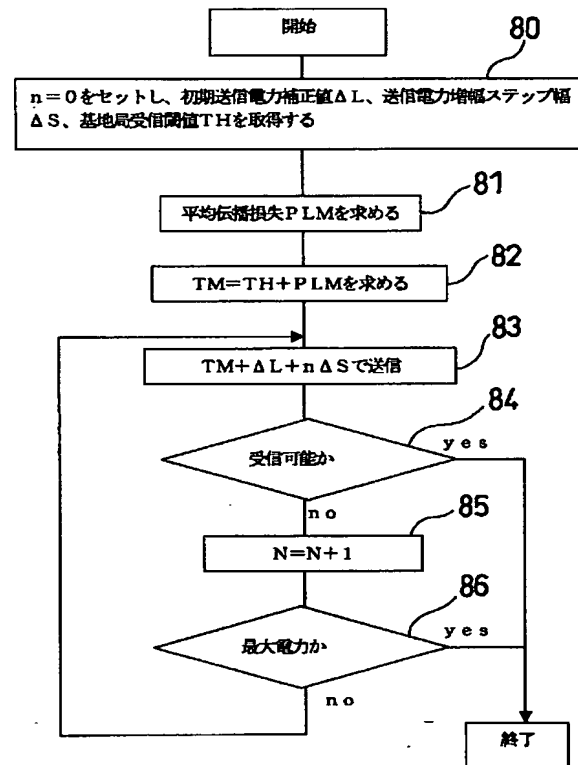 開始
80
n=0をセットし、初期送信電力補正値ΔL、送信電力増幅ステップ幅
ΔS、基地局受信閾値THを取得する
81
平均伝播損失PLMを求める
82
TM=TH+PLMを求める
83
TM+ΔL+nΔSで送信
84
受信可能か
yes
no
85
N=N+1
86
最大電力か
yes
no
終了